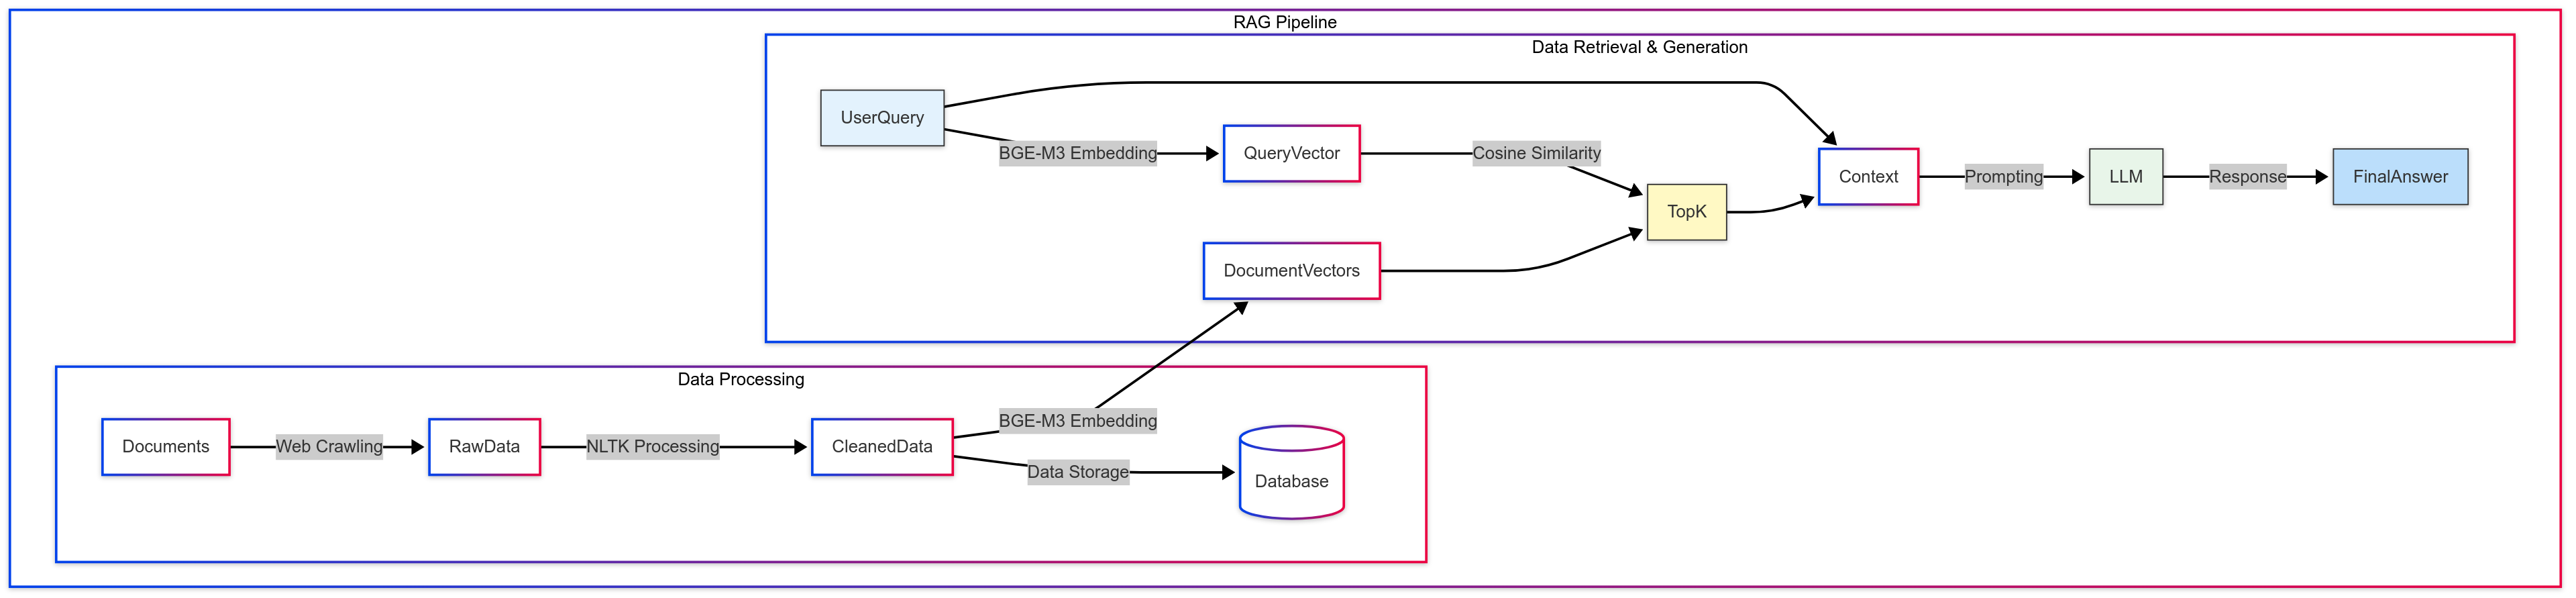 RAG Pipeline
Data Retrieval & Generation
UserQuery
BGE-M3 Embedding
QueryVector
Cosine Similarity
TopK
Context
Prompting
LLM
Response
FinalAnswer
DocumentVectors
Data Processing
Documents
Web Crawling
RawData
NLTK Processing
CleanedData
BGE-M3 Embedding
Data Storage
Database